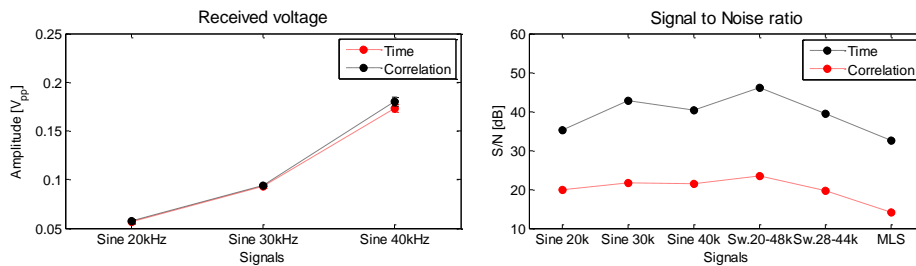 Received voltage
0.25
0.2
0.15
0.1
0.05
Amplitude [Vpp]
Time
Correlation
Sine 20kHz Sine 30kHz Sine 40kHz
Signals
Signal to Noise ratio
60
50
40
30
20
10
S/N [dB]
Time
Correlation
Sine 20k Sine 30k Sine 40k Sw.20-48k Sw.28-44k MLS
Signals